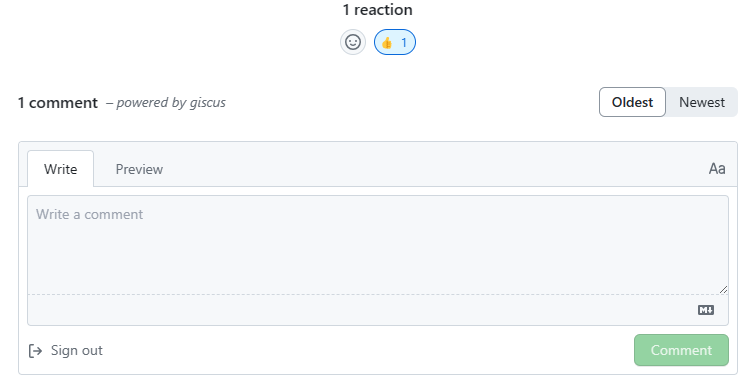 1 reaction
👍 1
1 comment – powered by giscus Oldest Newest
Write Preview Aa
Write a comment
M↓
Sign out Comment